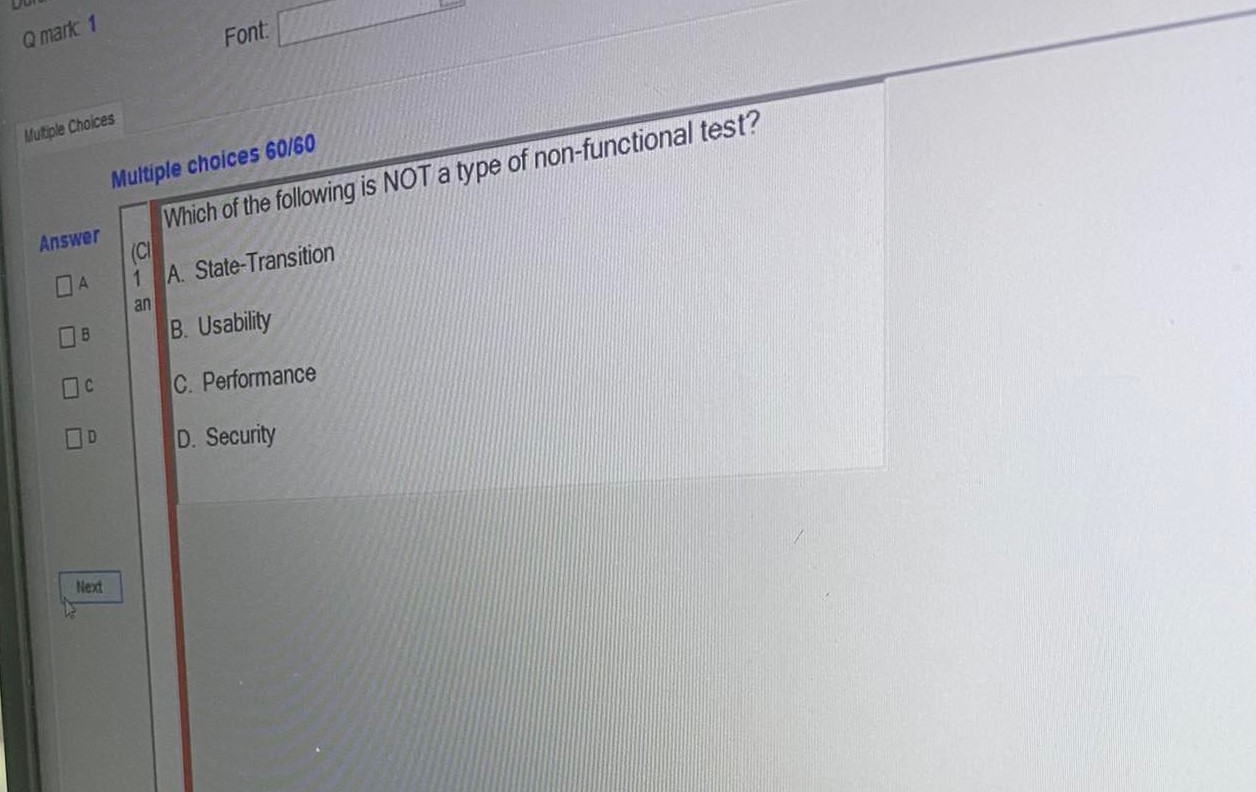 Q mark: 1
Font:
Multiple Choices
Multiple choices 60/60
Answer
A
B
C
D
(Cl
1
an
Which of the following is NOT a type of non-functional test?
A. State-Transition
B. Usability
C. Performance
D. Security
Next